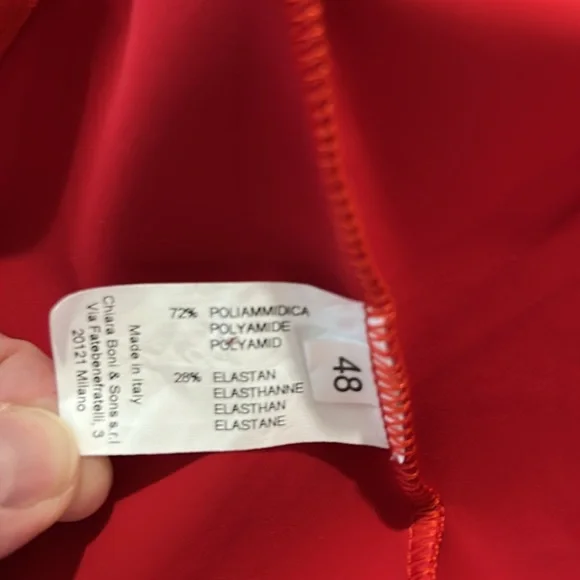 72% POLIAMMIDICA
POLYAMIDE
POLYAMID
28% ELASTAN
ELASTHANNE
ELASTHAN
ELASTANE
48
Made in Italy
Chiara Boni & Sons s.r.l
Via Fatebenefratelli, 3
20121 Milano